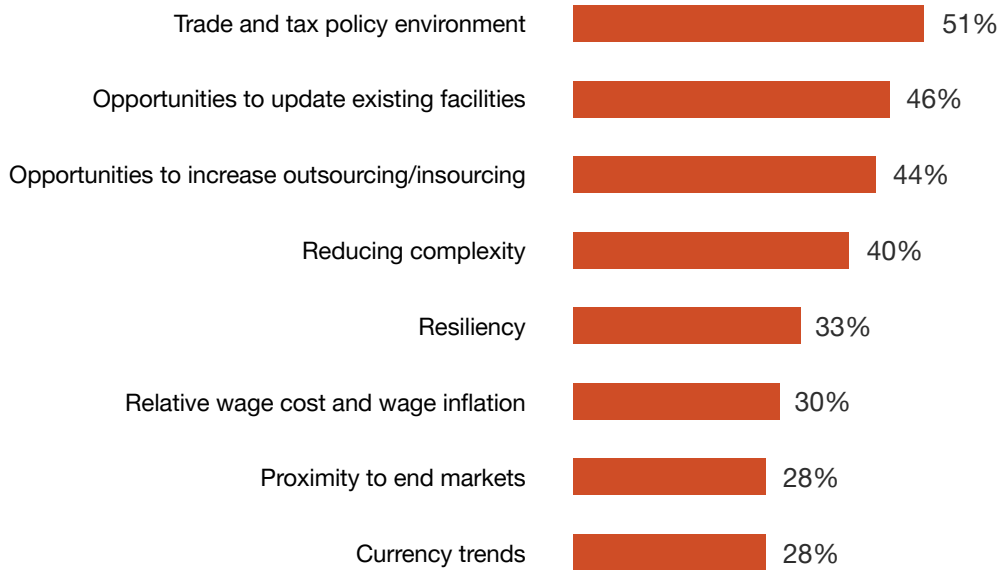 Trade and tax policy environment 51%
Opportunities to update existing facilities 46%
Opportunities to increase outsourcing/insourcing 44%
Reducing complexity 40%
Resiliency 33%
Relative wage cost and wage inflation 30%
Proximity to end markets 28%
Currency trends 28%